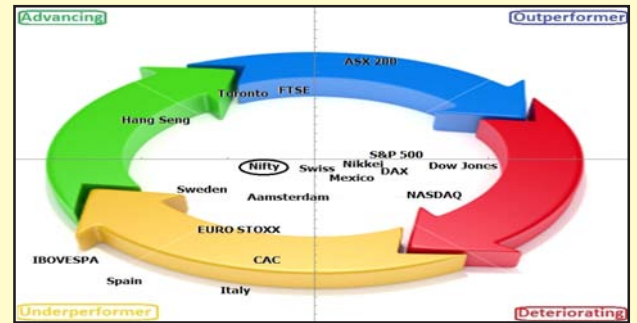 Advancing
Outperformer
ASX 200
Toronto
FTSE
Hang Seng
S&P 500
Nifty
Swiss
Nikkei
DAX
Dow Jones
Mexico
Sweden
Aamsterdam
NASDAQ
EURO STOXX
IBOVESPA
CAC
Spain
Italy
Underperformer
Deteriorating